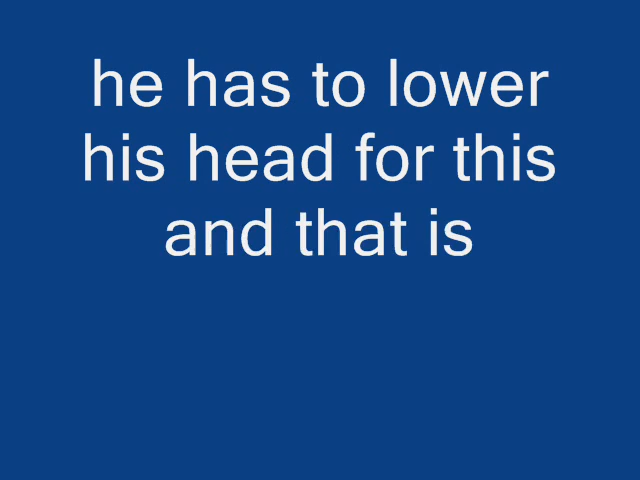 he has to lower
his head for this
and that is